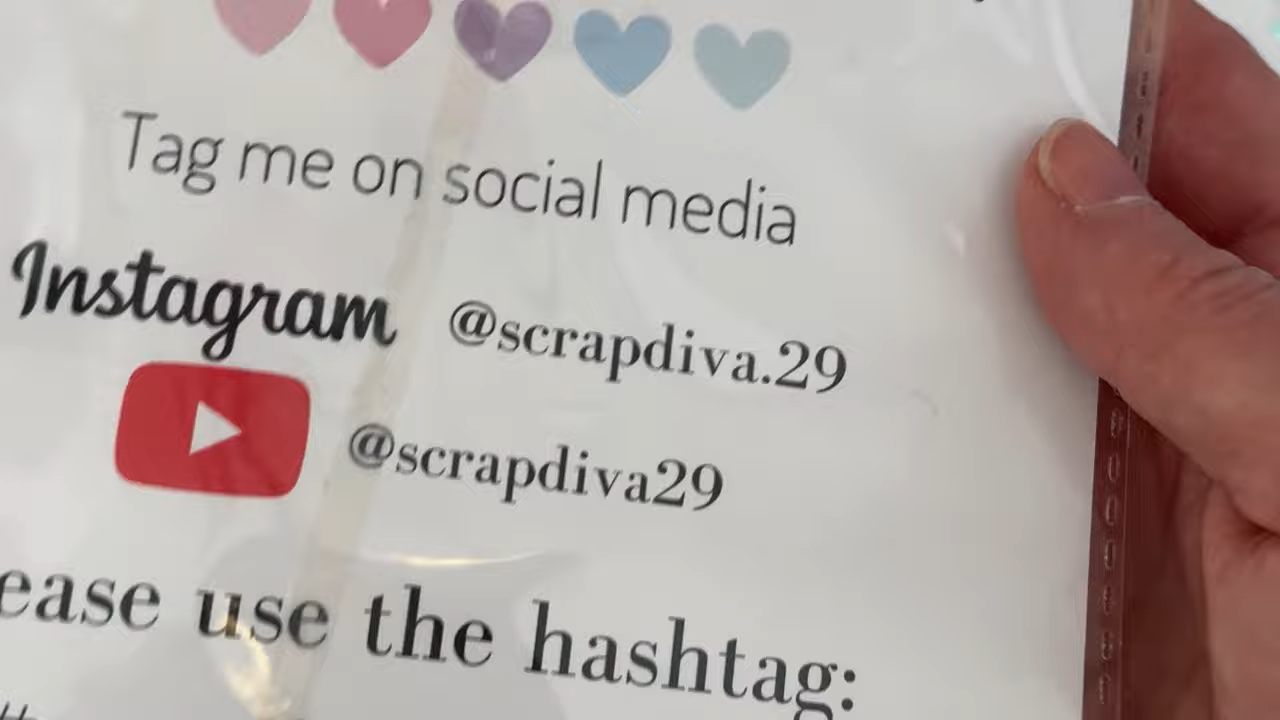 Tag me on social media
Instagram @scrapdiva.29
@scrapdiva29
ease use the hashtag: